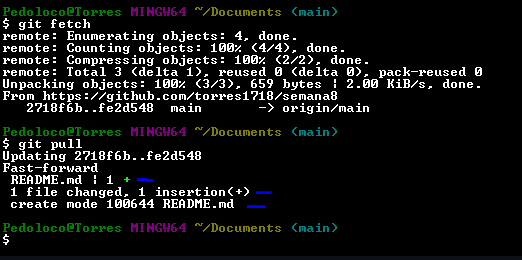 Pedoloco@Torres MINGW64 ~/Documents (main)
$ git fetch
remote: Enumerating objects: 4, done.
remote: Counting objects: 100% (4/4), done.
remote: Compressing objects: 100% (2/2), done.
remote: Total 3 (delta 1), reused 0 (delta 0), pack-reused 0
Unpacking objects: 100% (3/3), 659 bytes ¦ 2.00 KiB/s, done.
From https://github.com/torres1718/semana8
   2718f6b..fe2d548  main       -> origin/main

Pedoloco@Torres MINGW64 ~/Documents (main)
$ git pull
Updating 2718f6b..fe2d548
Fast-forward
 README.md ¦ 1 +
 1 file changed, 1 insertion(+)
 create mode 100644 README.md

Pedoloco@Torres MINGW64 ~/Documents (main)
$